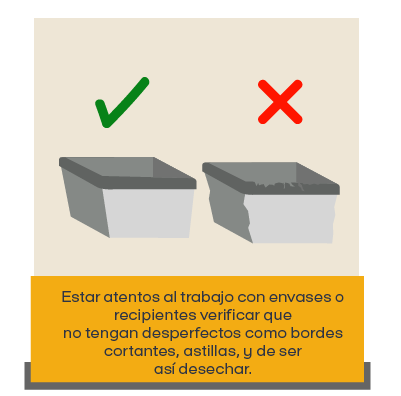 Estar atentos al trabajo con envases o
recipientes verificar que
no tengan desperfectos como bordes
cortantes, astillas, y de ser
así desechar.